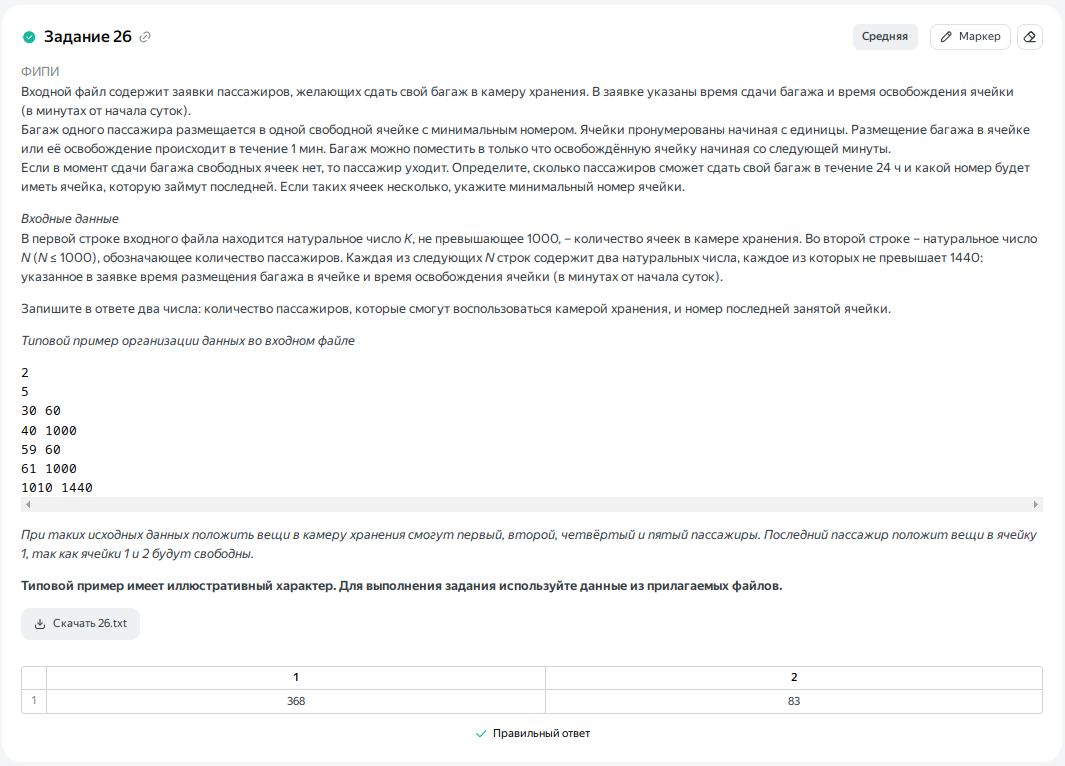 Задание 26
Средняя
Маркер
ФИПИ
Входной файл содержит заявки пассажиров, желающих сдать свой багаж в камеру хранения. В заявке указаны время сдачи багажа и время освобождения ячейки
(в минутах от начала суток).
Багаж одного пассажира размещается в одной свободной ячейке с минимальным номером. Ячейки пронумерованы начиная с единицы. Размещение багажа в ячейке
или её освобождение происходит в течение 1 мин. Багаж можно поместить в только что освобождённую ячейку начиная со следующей минуты.
Если в момент сдачи багажа свободных ячеек нет, то пассажир уходит. Определите, сколько пассажиров сможет сдать свой багаж в течение 24 ч и какой номер будет
иметь ячейка, которую займут последней. Если таких ячеек несколько, укажите минимальный номер ячейки.
Входные данные
В первой строке входного файла находится натуральное число K, не превышающее 1000, – количество ячеек в камере хранения. Во второй строке – натуральное число
N (N ≤ 1000), обозначающее количество пассажиров. Каждая из следующих N строк содержит два натуральных числа, каждое из которых не превышает 1440:
указанное в заявке время размещения багажа в ячейке и время освобождения ячейки (в минутах от начала суток).
Запишите в ответе два числа: количество пассажиров, которые смогут воспользоваться камерой хранения, и номер последней занятой ячейки.
Типовой пример организации данных во входном файле
2
5
30 60
40 1000
59 60
61 1000
1010 1440
При таких исходных данных положить вещи в камеру хранения смогут первый, второй, четвёртый и пятый пассажиры. Последний пассажир положит вещи в ячейку
1, так как ячейки 1 и 2 будут свободны.
Типовой пример имеет иллюстративный характер. Для выполнения задания используйте данные из прилагаемых файлов.
Скачать 26.txt
1 2
1 368 83
Правильный ответ